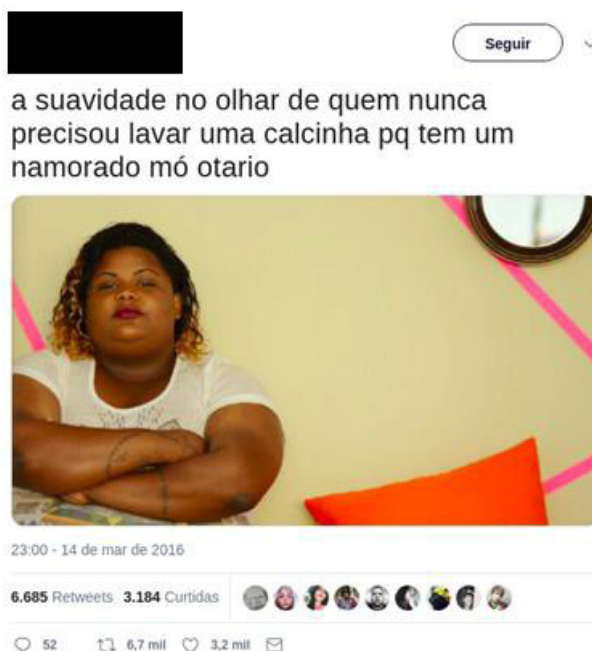 Seguir
a suavidade no olhar de quem nunca
precisou lavar uma calcinha pq tem um
namorado mó otario
23:00 - 14 de mar de 2016
6.685 Retweets 3.184 Curtidas
52 6,7 mil 3,2 mil